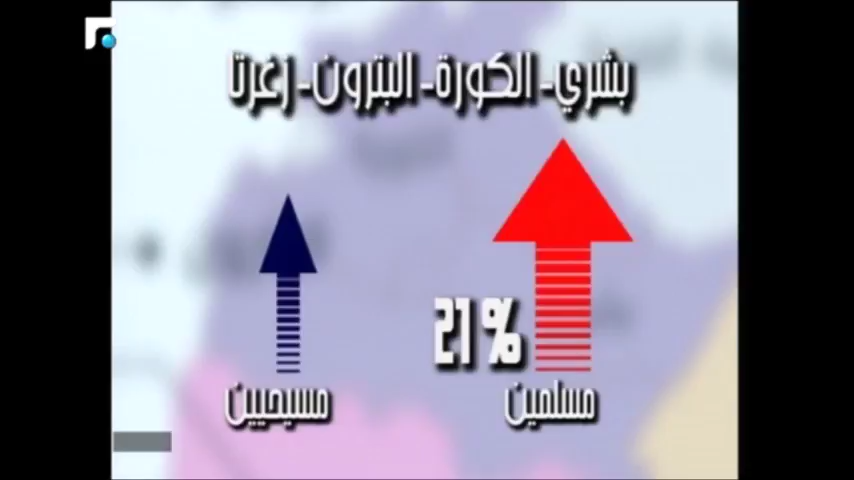 بشري- الكورة- البترون- زغرتا
21 %
مسلمين
مسيحيين